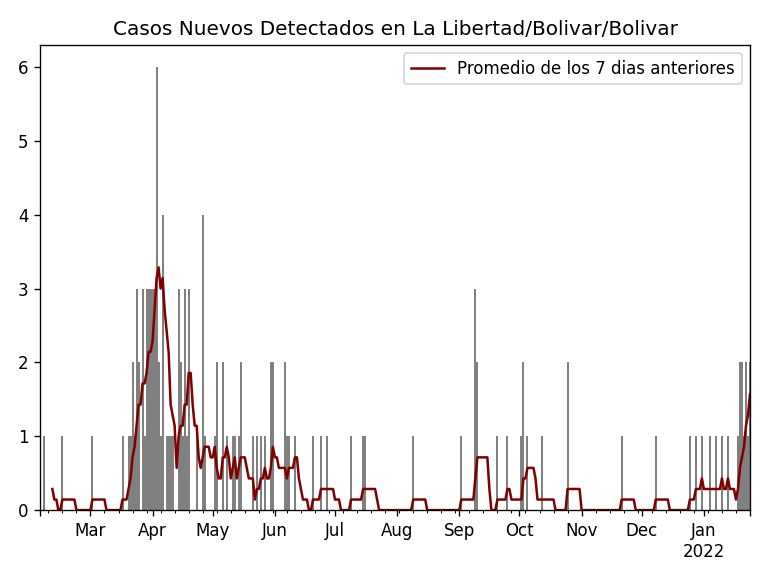 Casos Nuevos Detectados en La Libertad/Bolivar/Bolivar
Promedio de los 7 dias anteriores
6
5
4
3
2
1
0
Mar Apr May Jun Jul Aug Sep Oct Nov Dec Jan
2022